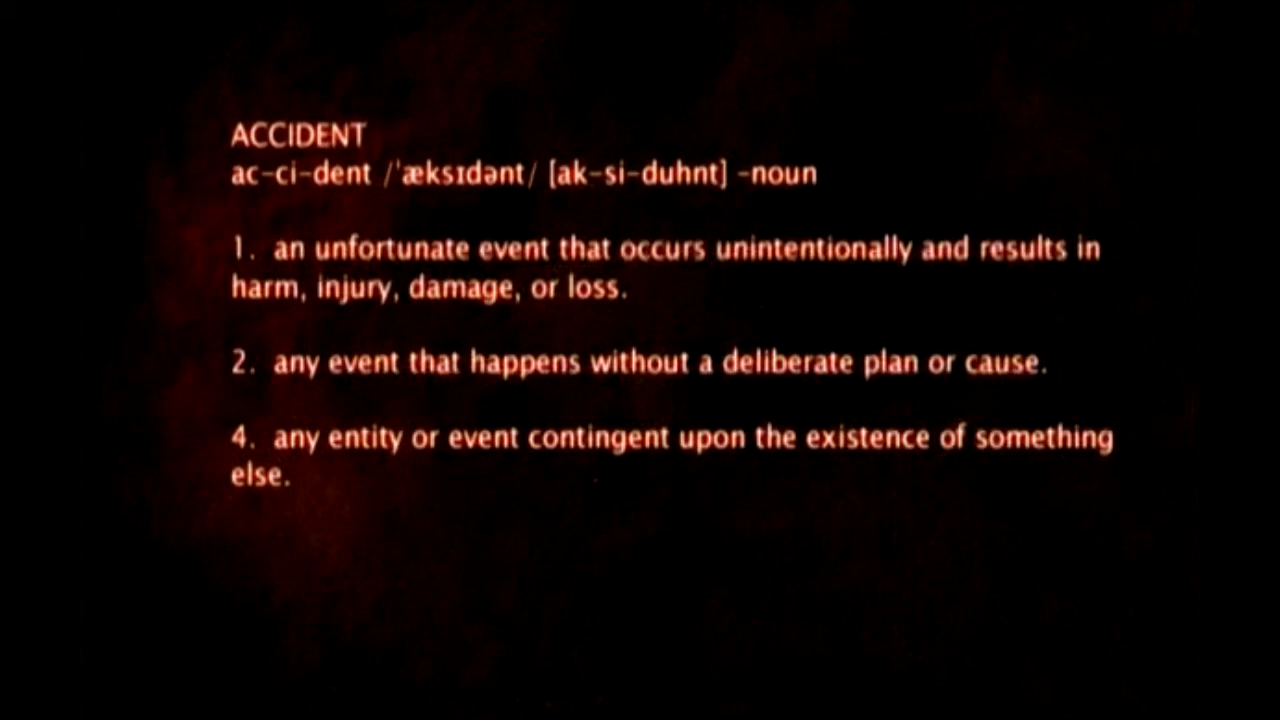 ACCIDENT
ac-ci-dent /ˈæksɪdənt/ [ak-si-duhnt] -noun
1. an unfortunate event that occurs unintentionally and results in
harm, injury, damage, or loss.
2. any event that happens without a deliberate plan or cause.
4. any entity or event contingent upon the existence of something
else.